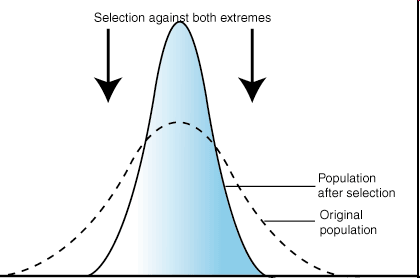 Selection against both extremes
Population
after selection
Original
population